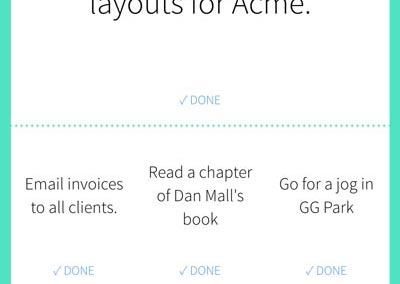 layouts for Acme.
✓ DONE
Email invoices
to all clients.
✓ DONE
Read a chapter
of Dan Mall's
book
✓ DONE
Go for a jog in
GG Park
✓ DONE